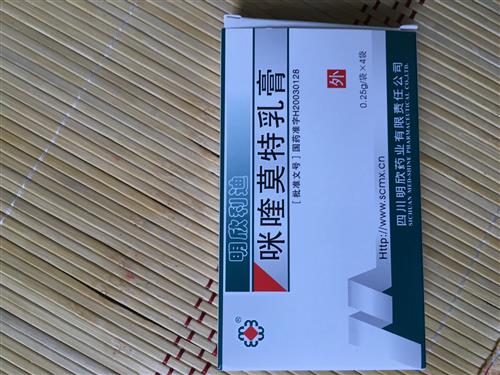 明欣利迪
咪喹莫特乳膏
[批准文号]国药准字H20030128
外
0.25g/袋×4袋
Http://www.scmx.cn
四川明欣药业有限责任公司
SICHUAN MED-SHINE PHARMACEUTICAL CO.,LTD.
®